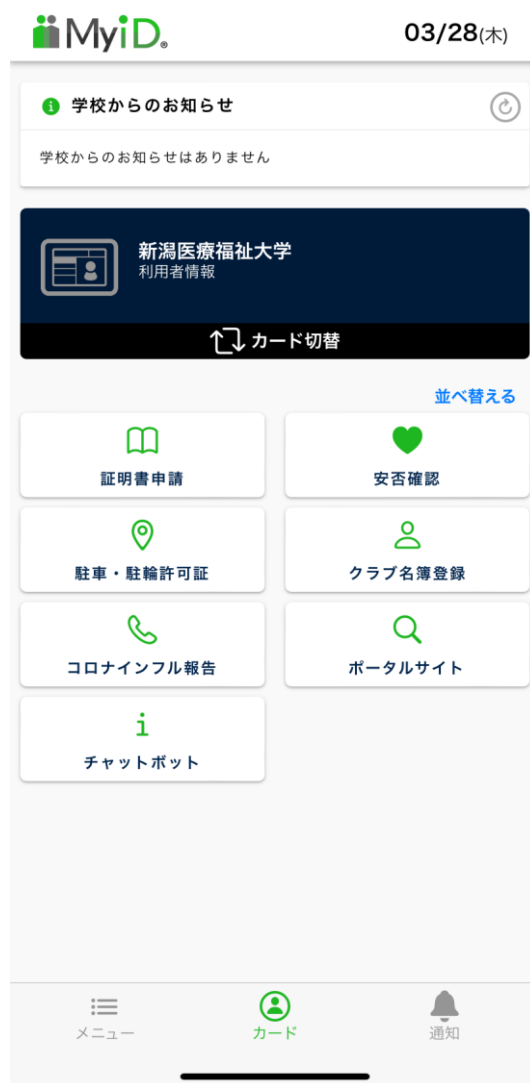 MyiD.
03/28(木)
学校からのお知らせ
学校からのお知らせはありません
新潟医療福祉大学
利用者情報
カード切替
並べ替える
証明書申請
安否確認
駐車・駐輪許可証
クラブ名簿登録
コロナインフル報告
ポータルサイト
チャットボット
メニュー
カード
通知